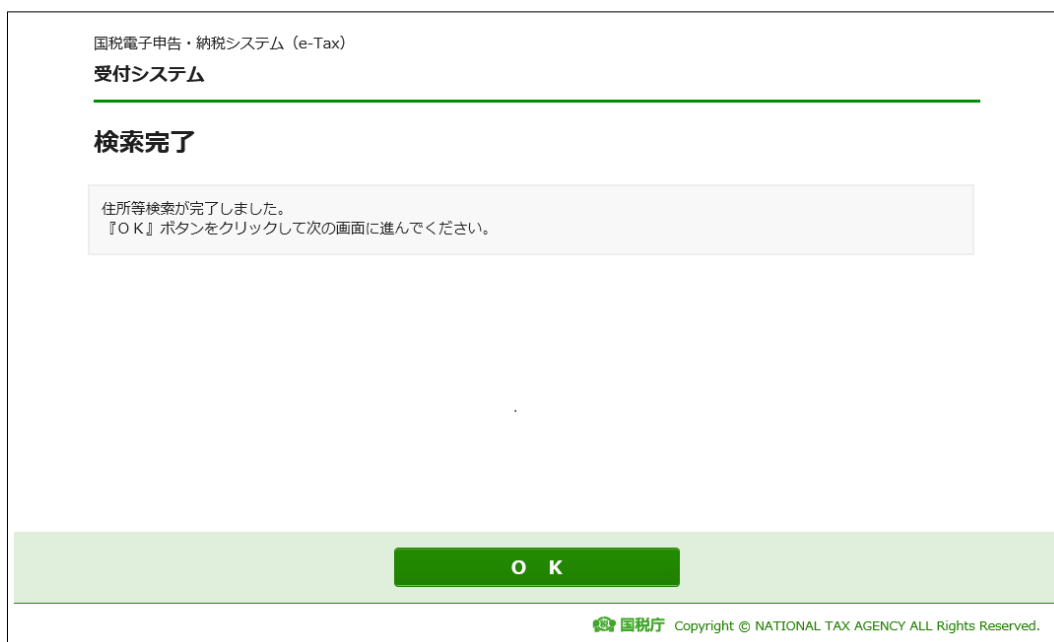 国税電子申告・納税システム（e-Tax）
受付システム
検索完了
住所等検索が完了しました。
『ＯＫ』ボタンをクリックして次の画面に進んでください。
Ｏ Ｋ
国税庁 Copyright © NATIONAL TAX AGENCY ALL Rights Reserved.